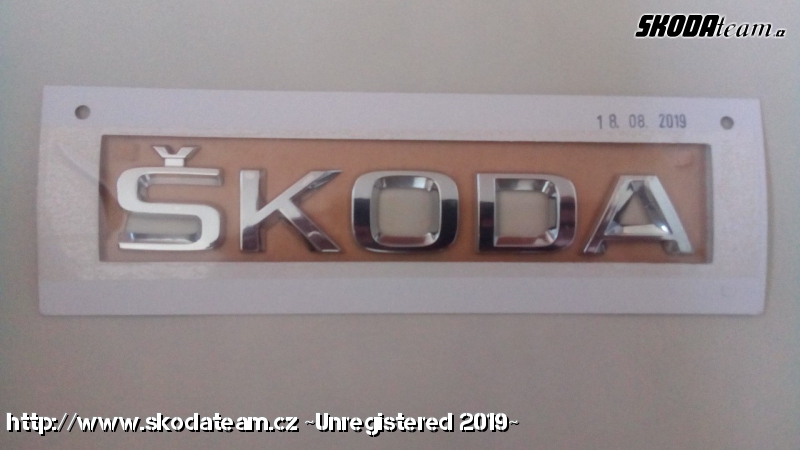 SKODAteam.cz
18. 08. 2019
ŠKODA
http://www.skodateam.cz ~Unregistered 2019~